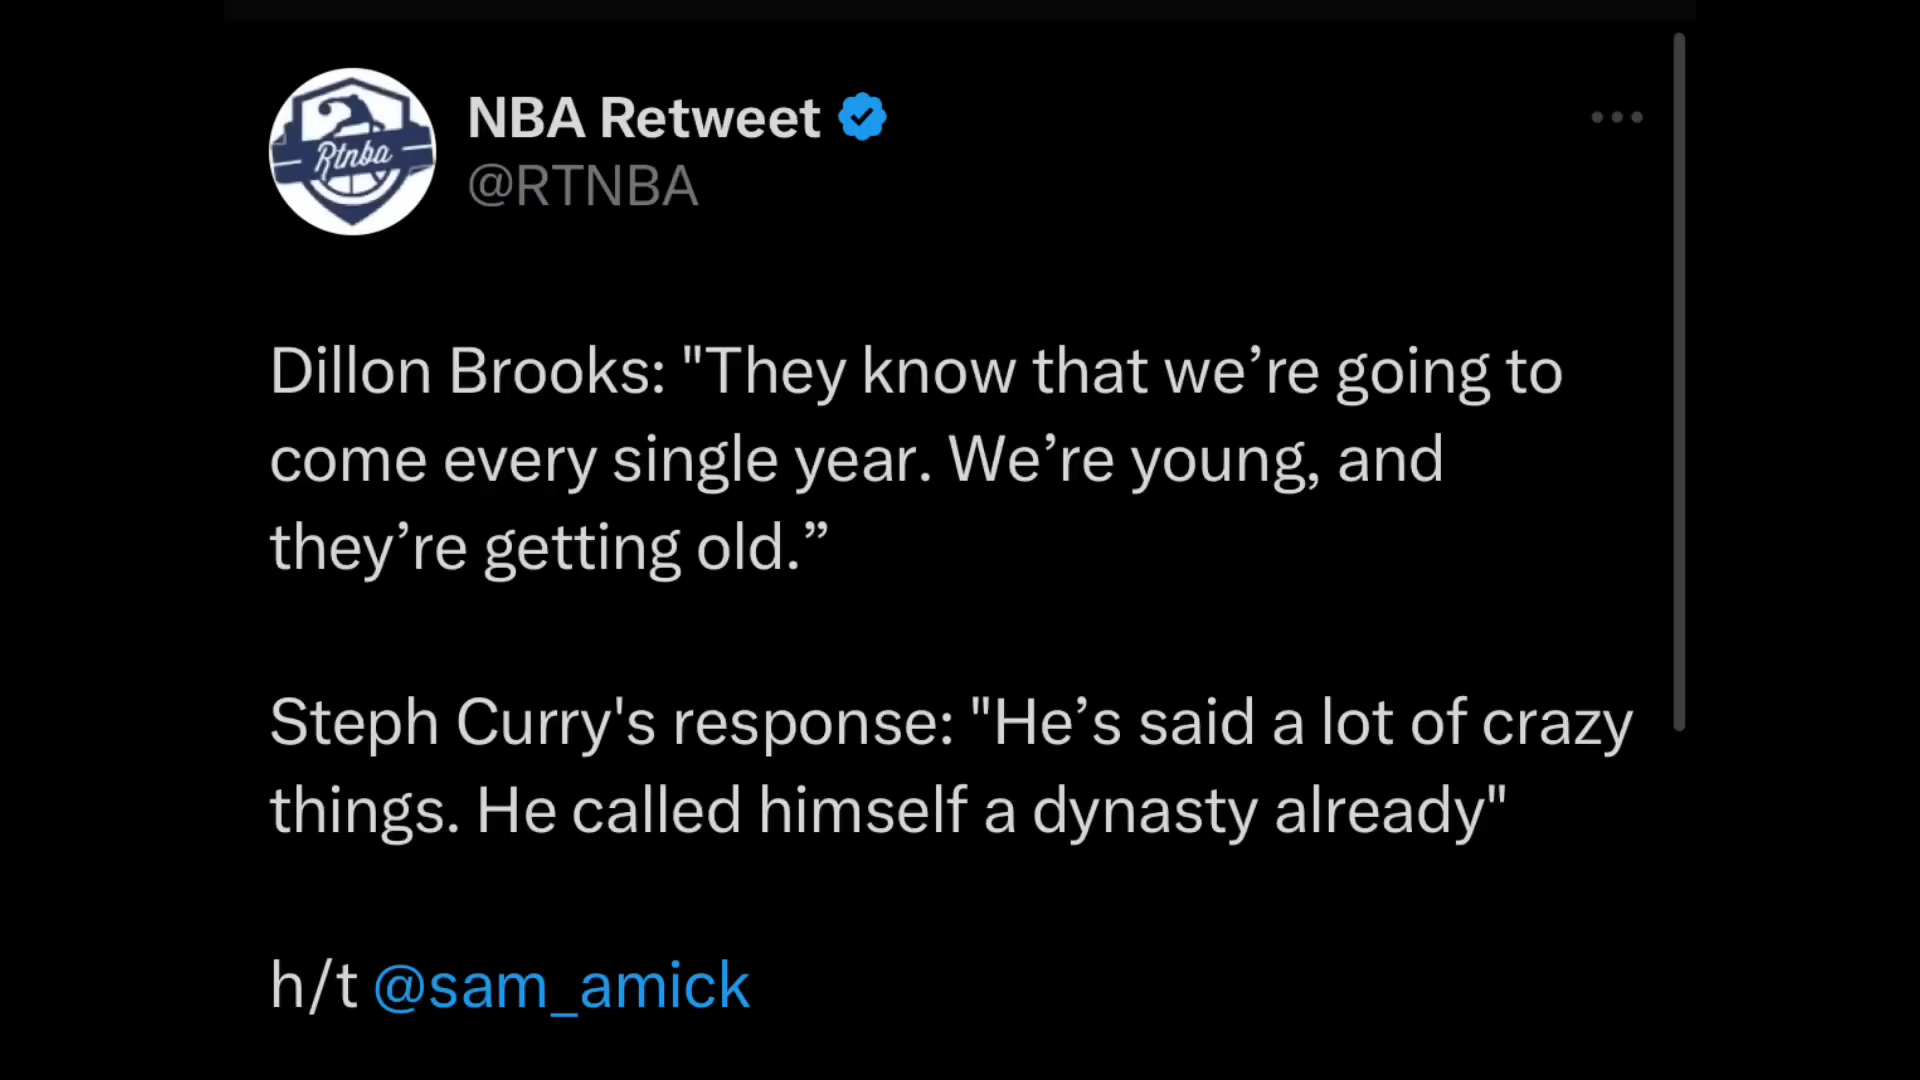 Rtnba
NBA Retweet
@RTNBA
Dillon Brooks: "They know that we’re going to
come every single year. We’re young, and
they’re getting old.”
Steph Curry's response: "He’s said a lot of crazy
things. He called himself a dynasty already"
h/t @sam_amick